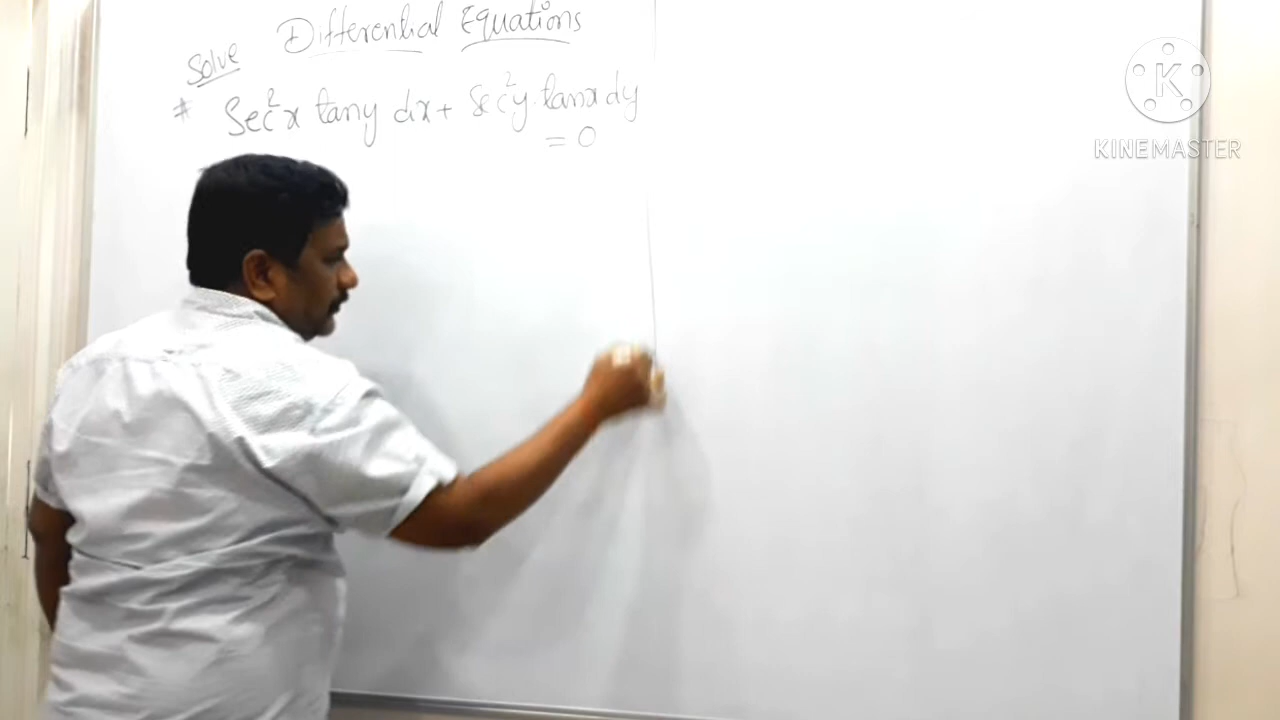 Differential Equations
Solve
# Sec²x tany dx + Sec²y. tanx dy
= 0
K
KINEMASTER